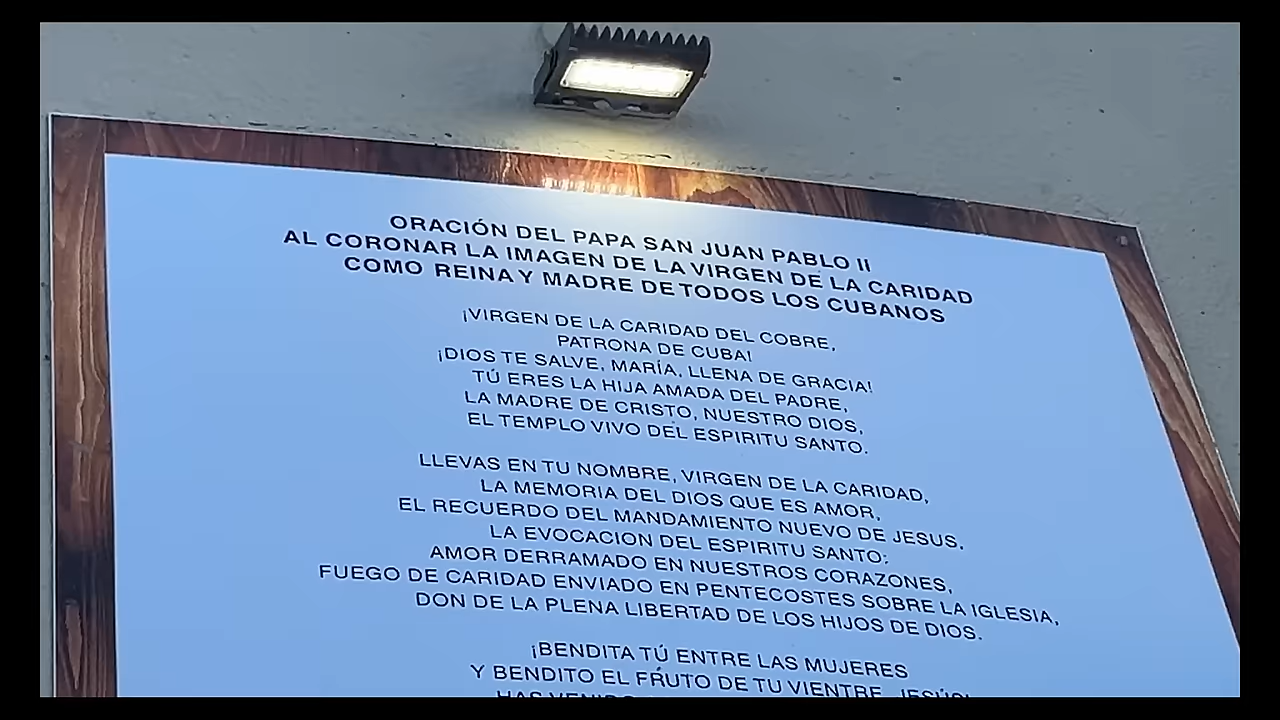 ORACIÓN DEL PAPA SAN JUAN PABLO II
AL CORONAR LA IMAGEN DE LA VIRGEN DE LA CARIDAD
COMO REINA Y MADRE DE TODOS LOS CUBANOS
¡VIRGEN DE LA CARIDAD DEL COBRE,
PATRONA DE CUBA!
¡DIOS TE SALVE, MARÍA, LLENA DE GRACIA!
TÚ ERES LA HIJA AMADA DEL PADRE,
LA MADRE DE CRISTO, NUESTRO DIOS,
EL TEMPLO VIVO DEL ESPIRITU SANTO.
LLEVAS EN TU NOMBRE, VIRGEN DE LA CARIDAD,
LA MEMORIA DEL DIOS QUE ES AMOR,
EL RECUERDO DEL MANDAMIENTO NUEVO DE JESUS,
LA EVOCACION DEL ESPIRITU SANTO:
AMOR DERRAMADO EN NUESTROS CORAZONES,
FUEGO DE CARIDAD ENVIADO EN PENTECOSTES SOBRE LA IGLESIA,
DON DE LA PLENA LIBERTAD DE LOS HIJOS DE DIOS.
¡BENDITA TÚ ENTRE LAS MUJERES
Y BENDITO EL FRUTO DE TU VIENTRE, JESÚS!